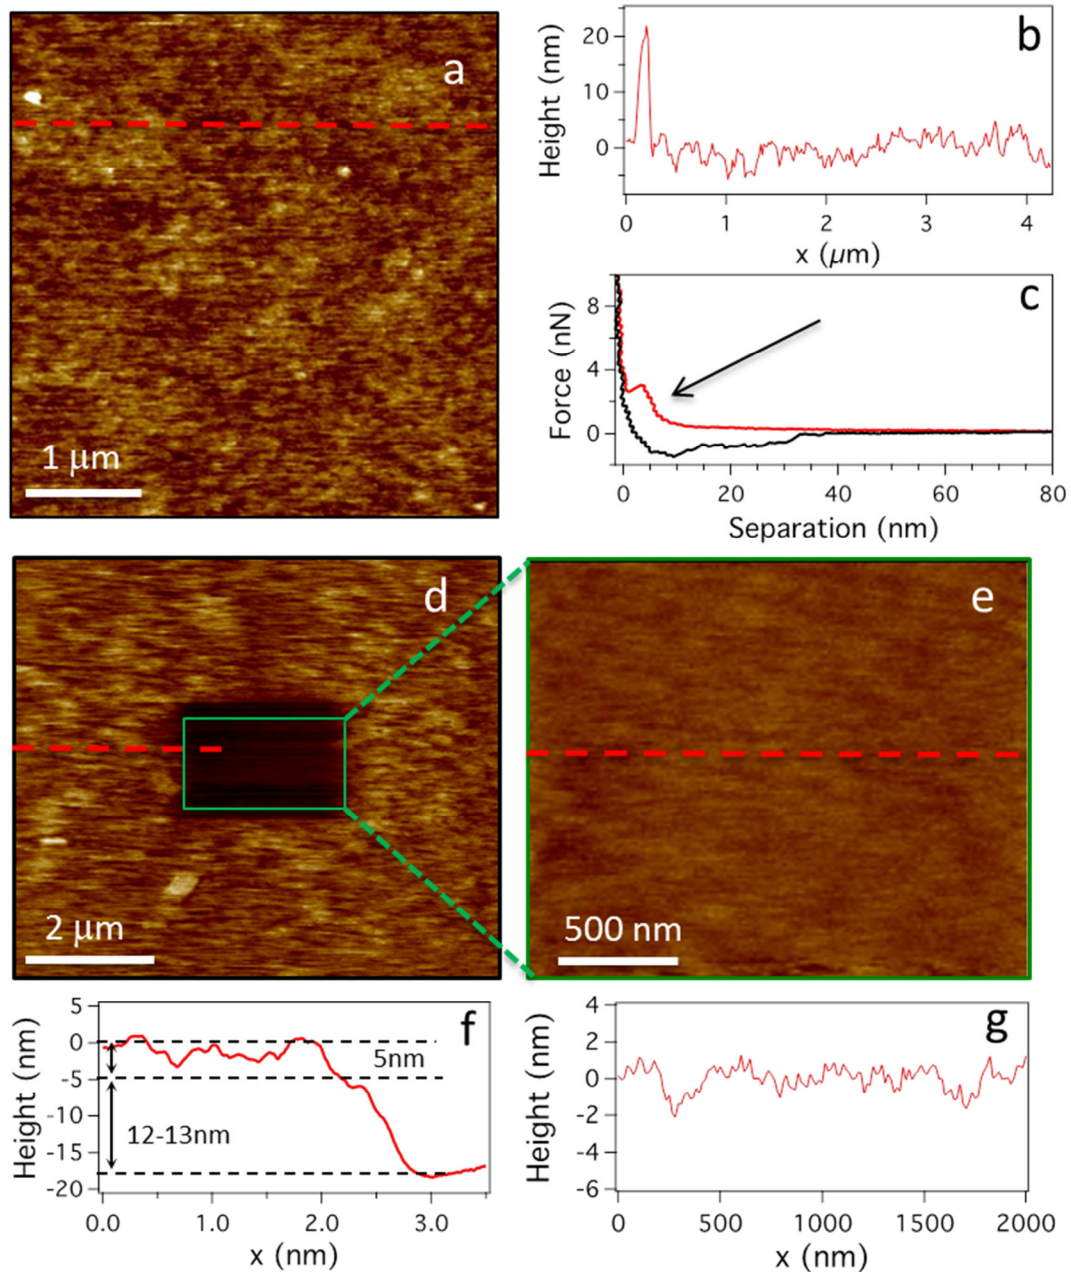 a
1 μm
b
Height (nm)
20
10
0
0 1 2 3 4
x (μm)
c
Force (nN)
8
4
0
0 20 40 60 80
Separation (nm)
d
2 μm
e
500 nm
f
Height (nm)
5
0
-5
-10
-15
-20
5nm
12-13nm
0.0 1.0 2.0 3.0
x (nm)
g
Height (nm)
4
2
0
-2
-4
-6
0 500 1000 1500 2000
x (nm)